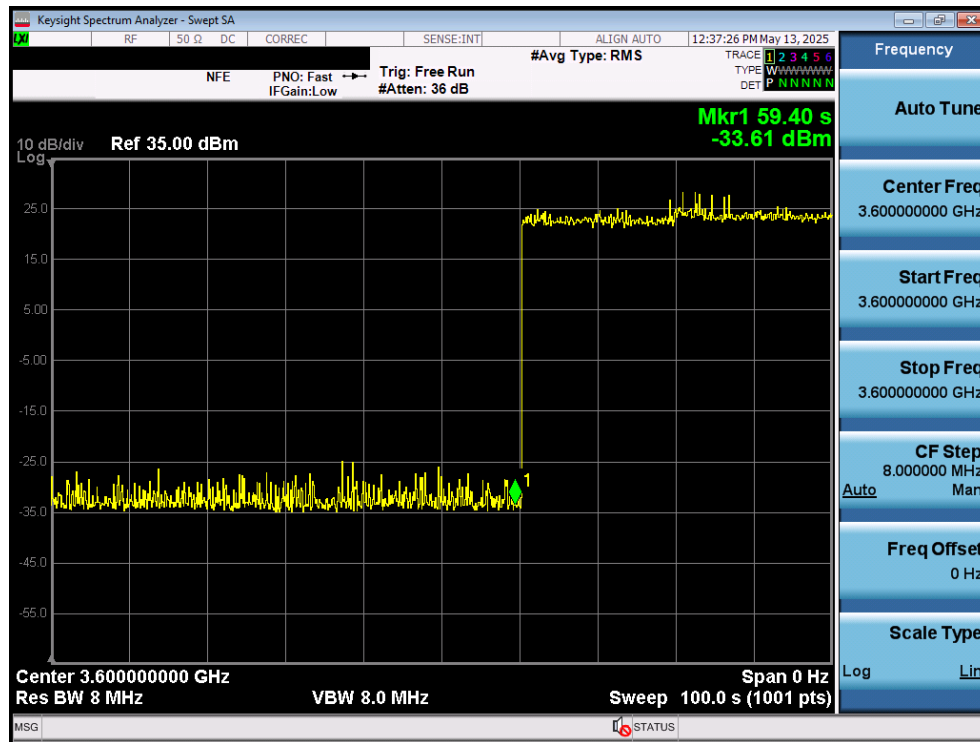 Keysight Spectrum Analyzer - Swept SA
LXI RF 50 Ω DC CORREC SENSE:INT ALIGN AUTO 12:37:26 PM May 13, 2025
NFE PNO: Fast Trig: Free Run #Avg Type: RMS TRACE 1 2 3 4 5 6
IFGain:Low #Atten: 36 dB TYPE WWWWWW
DET P N N N N N
Mkr1 59.40 s
10 dB/div Ref 35.00 dBm -33.61 dBm
Log
25.0
15.0
5.00
-5.00
-15.0
-25.0
1
-35.0
-45.0
-55.0
Center 3.600000000 GHz Span 0 Hz
Res BW 8 MHz VBW 8.0 MHz Sweep 100.0 s (1001 pts)
MSG STATUS
Frequency
Auto Tune
Center Freq
3.600000000 GHz
Start Freq
3.600000000 GHz
Stop Freq
3.600000000 GHz
CF Step
8.000000 MHz
Auto Man
Freq Offset
0 Hz
Scale Type
Log Lin